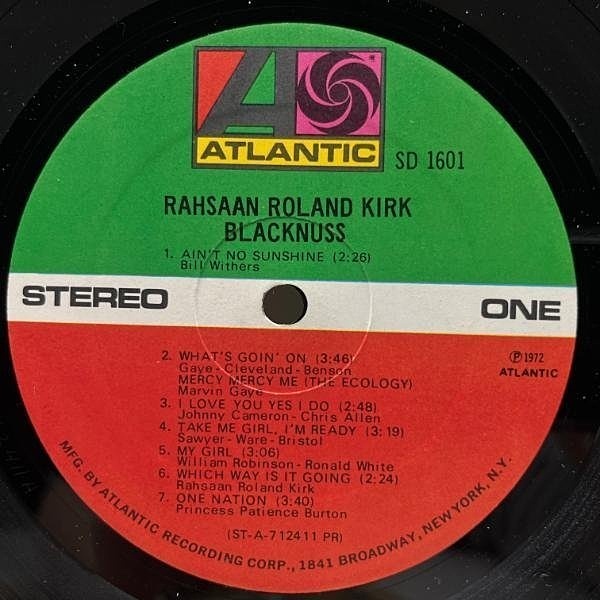 ATLANTIC
SD 1601
RAHSAAN ROLAND KIRK
BLACKNUSS
1. AIN'T NO SUNSHINE (2:26)
Bill Withers
STEREO
ONE
2. WHAT'S GOIN' ON (3:46)
Gaye-Cleveland-Benson
MERCY MERCY ME (THE ECOLOGY)
Marvin Gaye
3. I LOVE YOU YES I DO (2:48)
Johnny Cameron-Chris Allen
4. TAKE ME GIRL, I'M READY (3:19)
Sawyer-Ware-Bristol
5. MY GIRL (3:06)
William Robinson-Ronald White
6. WHICH WAY IS IT GOING (2:24)
Rahsaan Roland Kirk
7. ONE NATION (3:40)
Princess Patience Burton
℗1972
ATLANTIC
(ST-A-712411 PR)
MFG. BY ATLANTIC RECORDING CORP., 1841 BROADWAY, NEW YORK, N.Y.